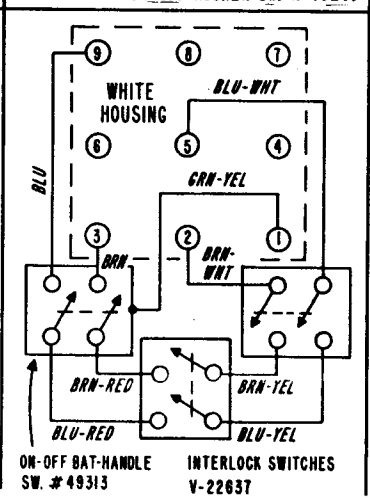 9 8 7
BLU-WHT
WHITE
HOUSING
6 5 4
BLU
GRN-YEL
3 2 1
BRN
BRN-
WHT
BRN-RED
BRN-YEL
BLU-RED
BLU-YEL
ON-OFF BAT-HANDLE
SW. # 49313
INTERLOCK SWITCHES
V-22637